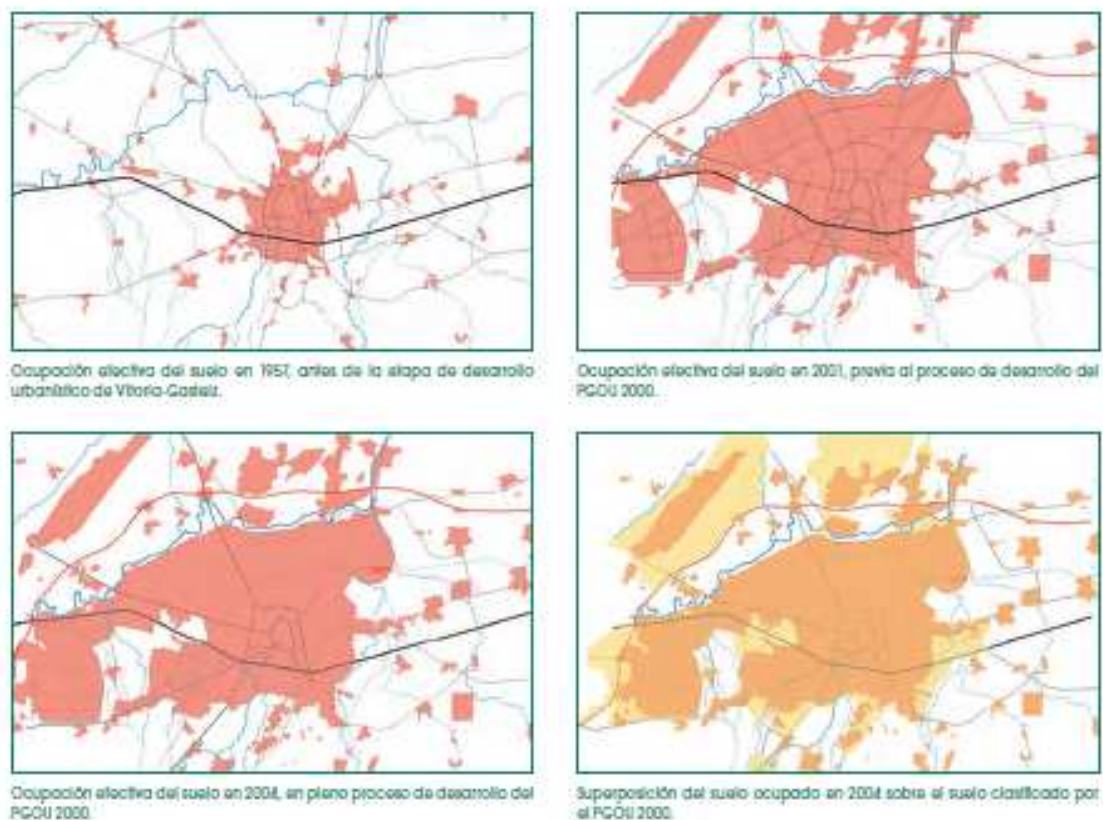 Ocupación efectiva del suelo en 1957, antes de la etapa de desarrollo
urbanístico de Vitoria-Gasteiz.
Ocupación efectiva del suelo en 2001, previa al proceso de desarrollo del
PGOU 2000.
Ocupación efectiva del suelo en 2004, en pleno proceso de desarrollo del
PGOU 2000.
Superposición del suelo ocupado en 2004 sobre el suelo clasificado por
el PGOU 2000.